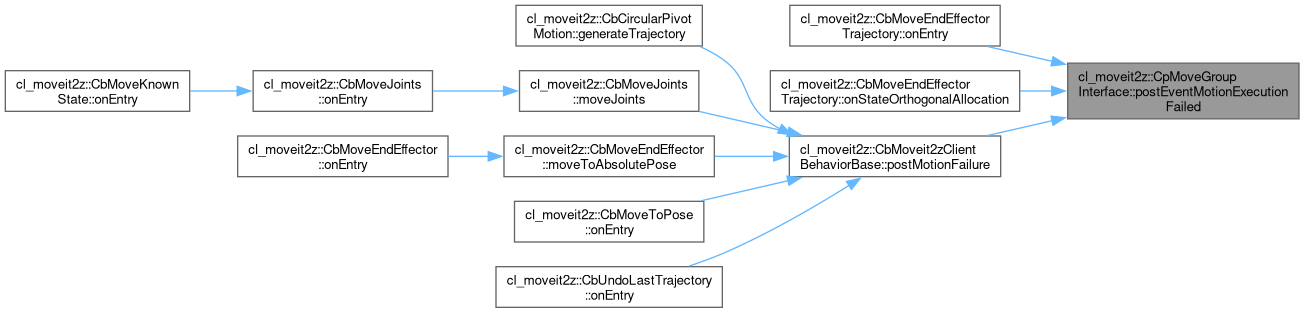 cl_moveit2z::CbCircularPivot
Motion::generateTrajectory
cl_moveit2z::CbMoveEndEffector
Trajectory::onEntry
cl_moveit2z::CbMoveKnown
State::onEntry
cl_moveit2z::CbMoveJoints
::onEntry
cl_moveit2z::CbMoveJoints
::moveJoints
cl_moveit2z::CbMoveEndEffector
Trajectory::onStateOrthogonalAllocation
cl_moveit2z::CpMoveGroup
Interface::postEventMotionExecution
Failed
cl_moveit2z::CbMoveEndEffector
::onEntry
cl_moveit2z::CbMoveEndEffector
::moveToAbsolutePose
cl_moveit2z::CbMoveit2zClient
BehaviorBase::postMotionFailure
cl_moveit2z::CbMoveToPose
::onEntry
cl_moveit2z::CbUndoLastTrajectory
::onEntry